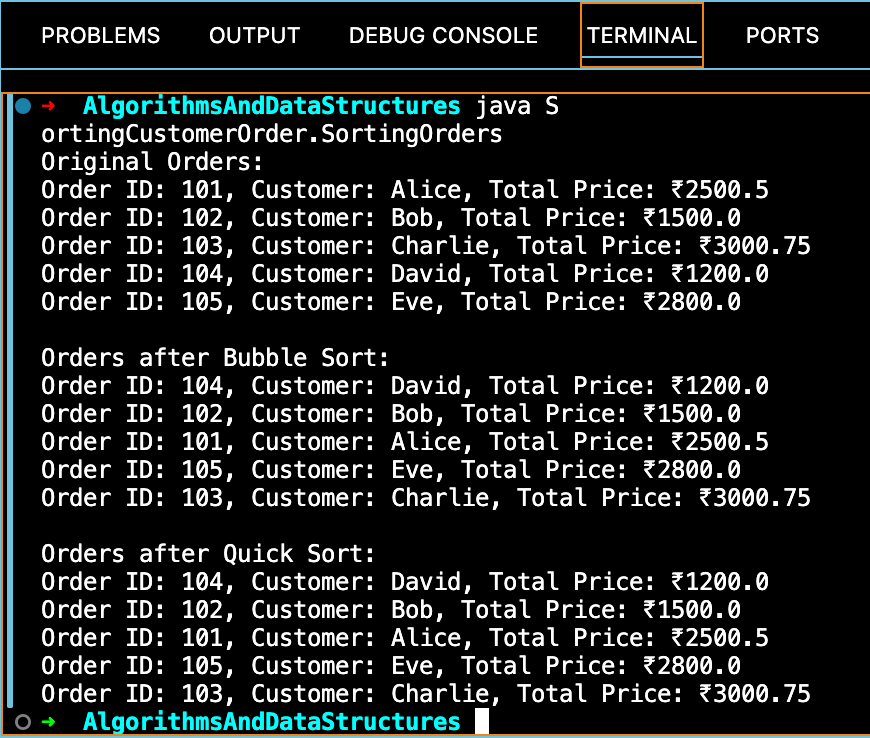 PROBLEMS OUTPUT DEBUG CONSOLE TERMINAL PORTS
→ AlgorithmsAndDataStructures java S
ortingCustomerOrder.SortingOrders
Original Orders:
Order ID: 101, Customer: Alice, Total Price: ₹2500.5
Order ID: 102, Customer: Bob, Total Price: ₹1500.0
Order ID: 103, Customer: Charlie, Total Price: ₹3000.75
Order ID: 104, Customer: David, Total Price: ₹1200.0
Order ID: 105, Customer: Eve, Total Price: ₹2800.0

Orders after Bubble Sort:
Order ID: 104, Customer: David, Total Price: ₹1200.0
Order ID: 102, Customer: Bob, Total Price: ₹1500.0
Order ID: 101, Customer: Alice, Total Price: ₹2500.5
Order ID: 105, Customer: Eve, Total Price: ₹2800.0
Order ID: 103, Customer: Charlie, Total Price: ₹3000.75

Orders after Quick Sort:
Order ID: 104, Customer: David, Total Price: ₹1200.0
Order ID: 102, Customer: Bob, Total Price: ₹1500.0
Order ID: 101, Customer: Alice, Total Price: ₹2500.5
Order ID: 105, Customer: Eve, Total Price: ₹2800.0
Order ID: 103, Customer: Charlie, Total Price: ₹3000.75
→ AlgorithmsAndDataStructures